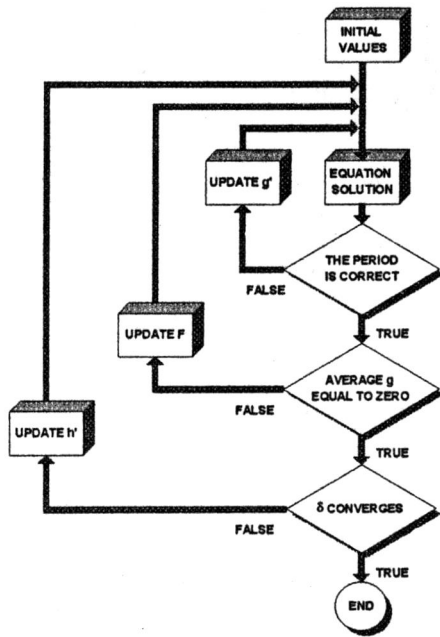 INITIAL
VALUES
UPDATE g'
EQUATION
SOLUTION
THE PERIOD
IS CORRECT
FALSE
TRUE
UPDATE F
AVERAGE g
EQUAL TO ZERO
FALSE
TRUE
UPDATE h'
δ CONVERGES
FALSE
TRUE
END